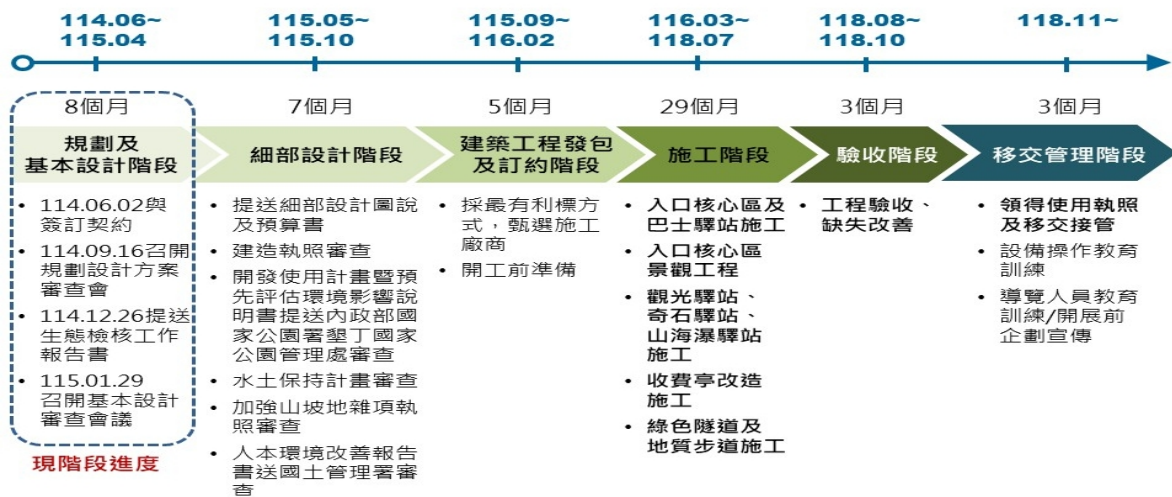 114.06~
115.04
115.05~
115.10
115.09~
116.02
116.03~
118.07
118.08~
118.10
118.11~
8個月
7個月
5個月
29個月
3個月
3個月
規劃及
基本設計階段
細部設計階段
建築工程發包
及訂約階段
施工階段
驗收階段
移交管理階段
• 114.06.02與
簽訂契約
• 114.09.16召開
規劃設計方案
審查會
• 114.12.26提送
生態檢核工作
報告書
• 115.01.29
召開基本設計
審查會議
現階段進度
• 提送細部設計圖說
及預算書
• 建造執照審查
• 開發使用計畫暨預
先評估環境影響說
明書提送內政部國
家公園署墾丁國家
公園管理處審查
• 水土保持計畫審查
• 加強山坡地雜項執
照審查
• 人本環境改善報告
書送國土管理署審
查
• 採最有利標方
式，甄選施工
廠商
• 開工前準備
• 入口核心區及
巴士驛站施工
• 入口核心區
景觀工程
• 觀光驛站、
奇石驛站、
山海瀑驛站
施工
• 收費亭改造
施工
• 綠色隧道及
地質步道施工
• 工程驗收、
缺失改善
• 領得使用執照
及移交接管
• 設備操作教育
訓練
• 導覽人員教育
訓練/開展前
企劃宣傳